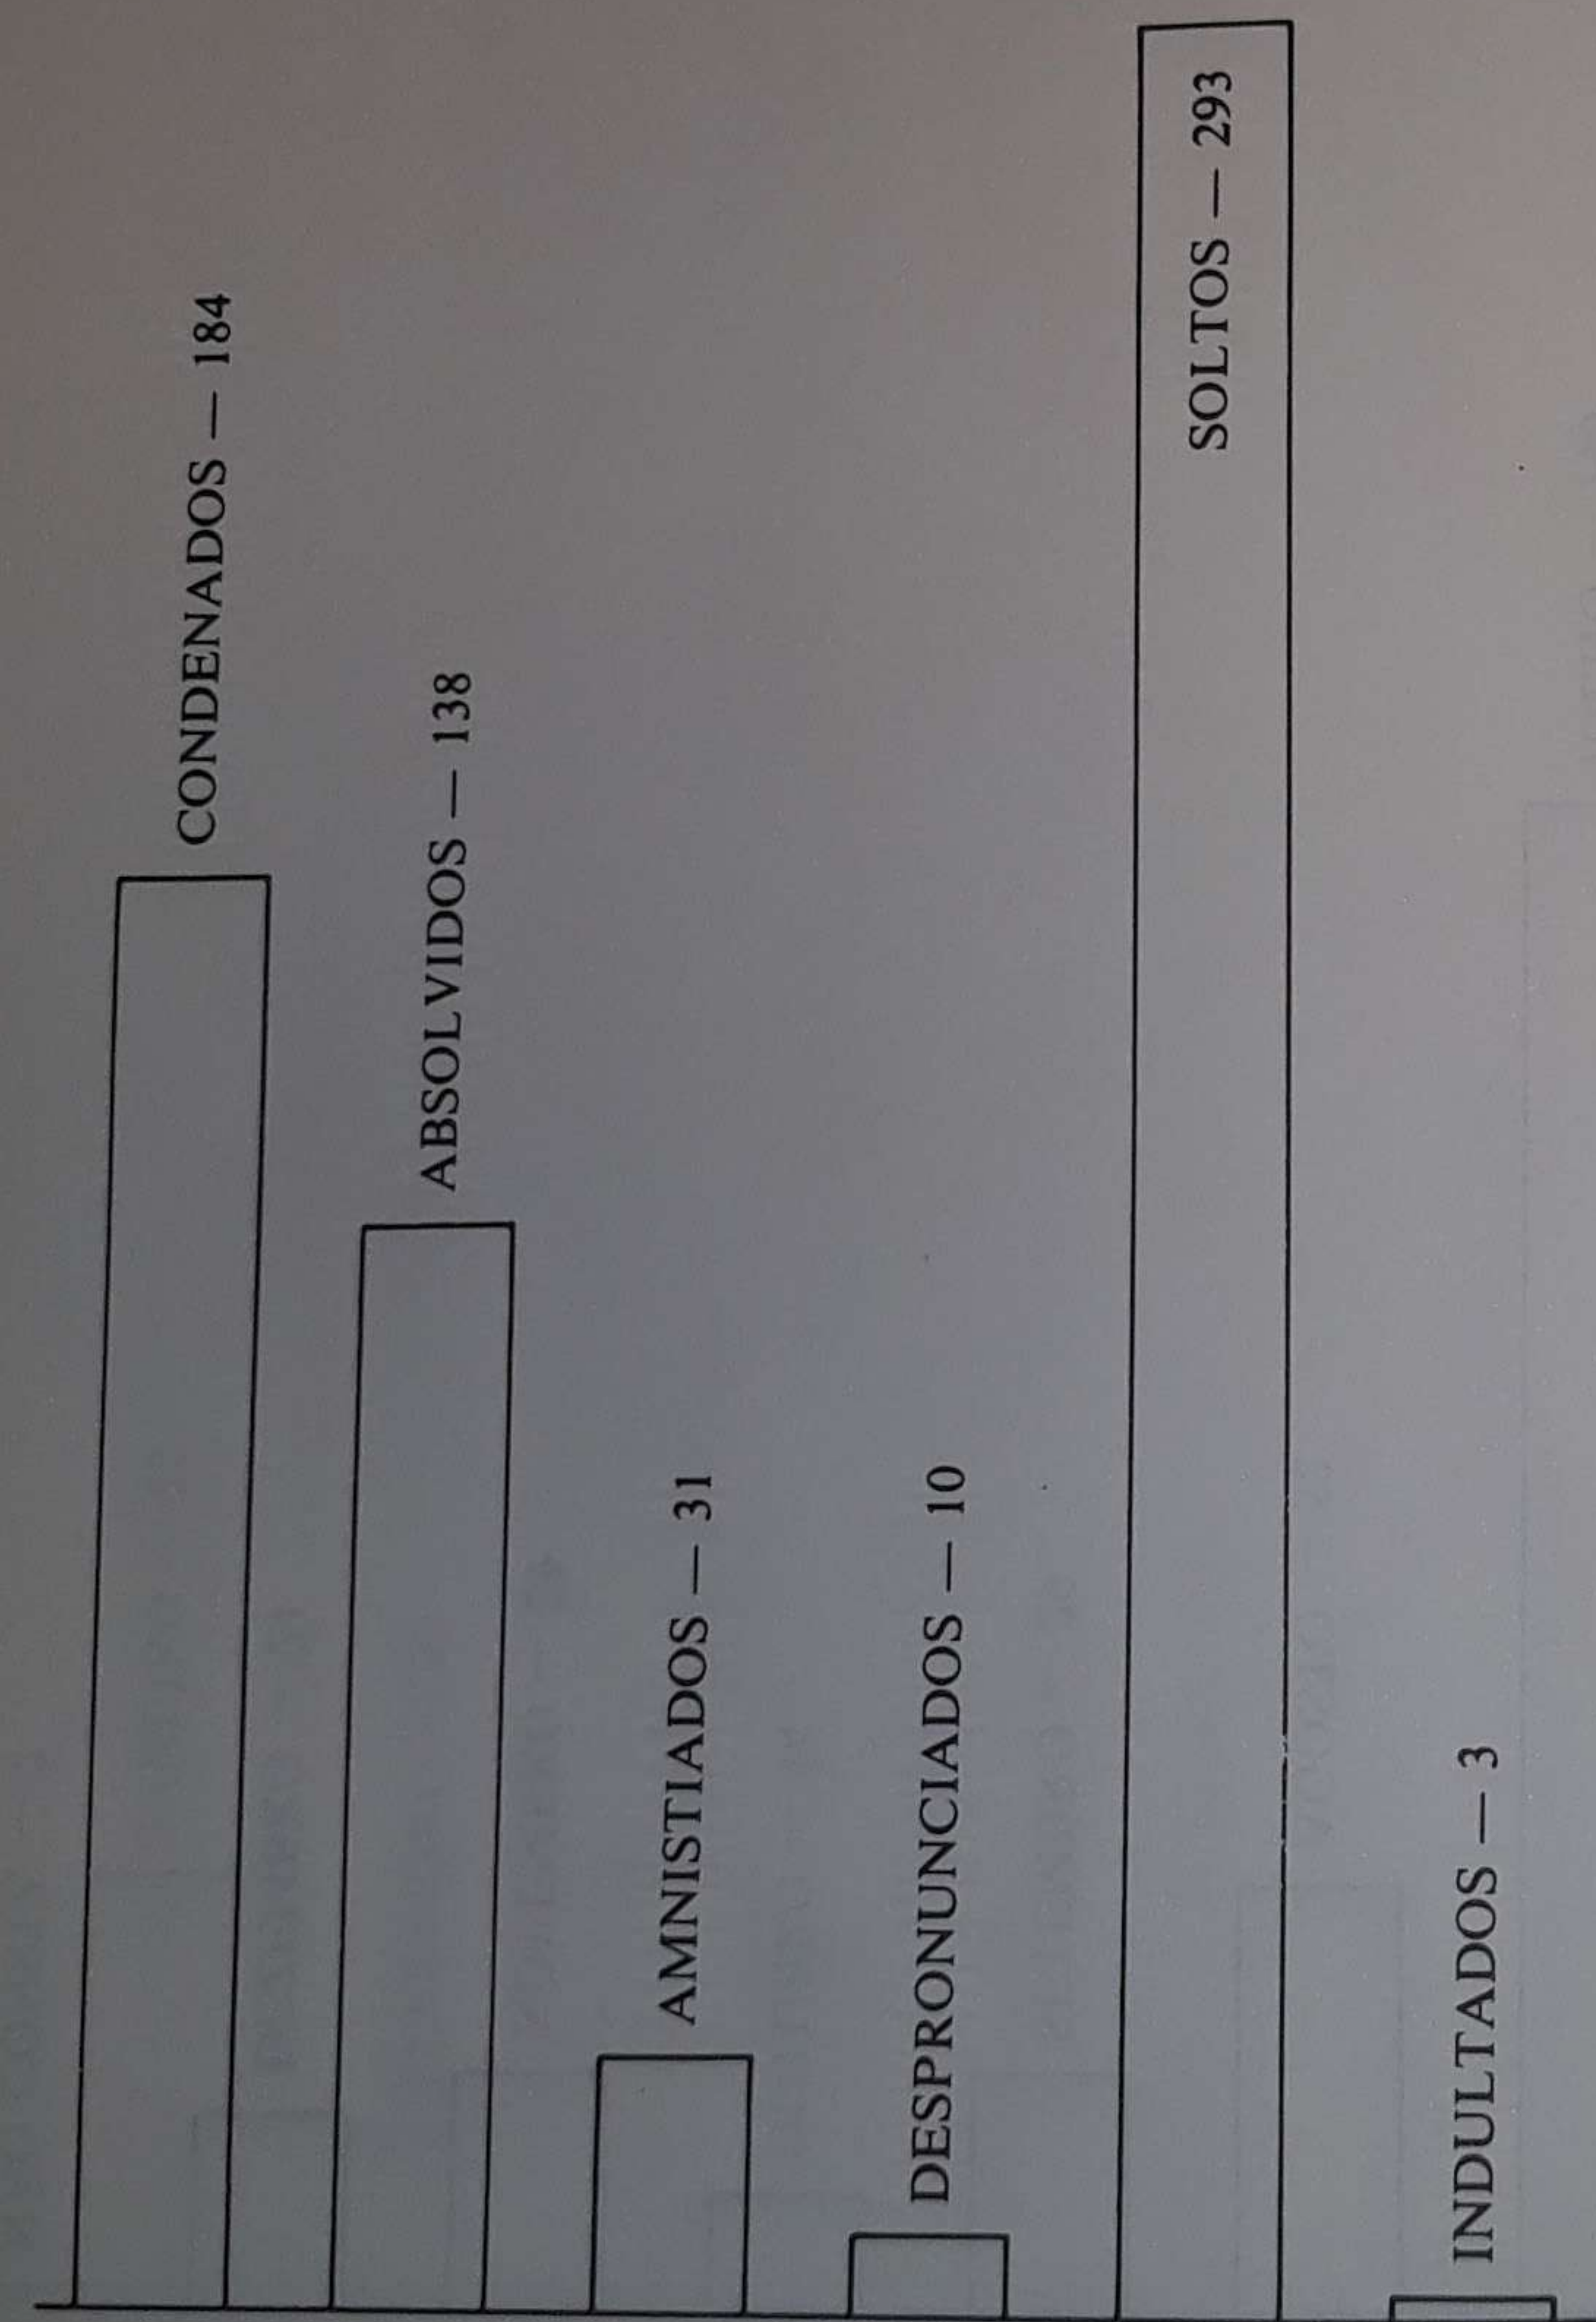 CONDENADOS — 184
ABSOLVIDOS — 138
AMNISTIADOS — 31
DESPRONUNCIADOS — 10
SOLTOS — 293
INDULTADOS — 3